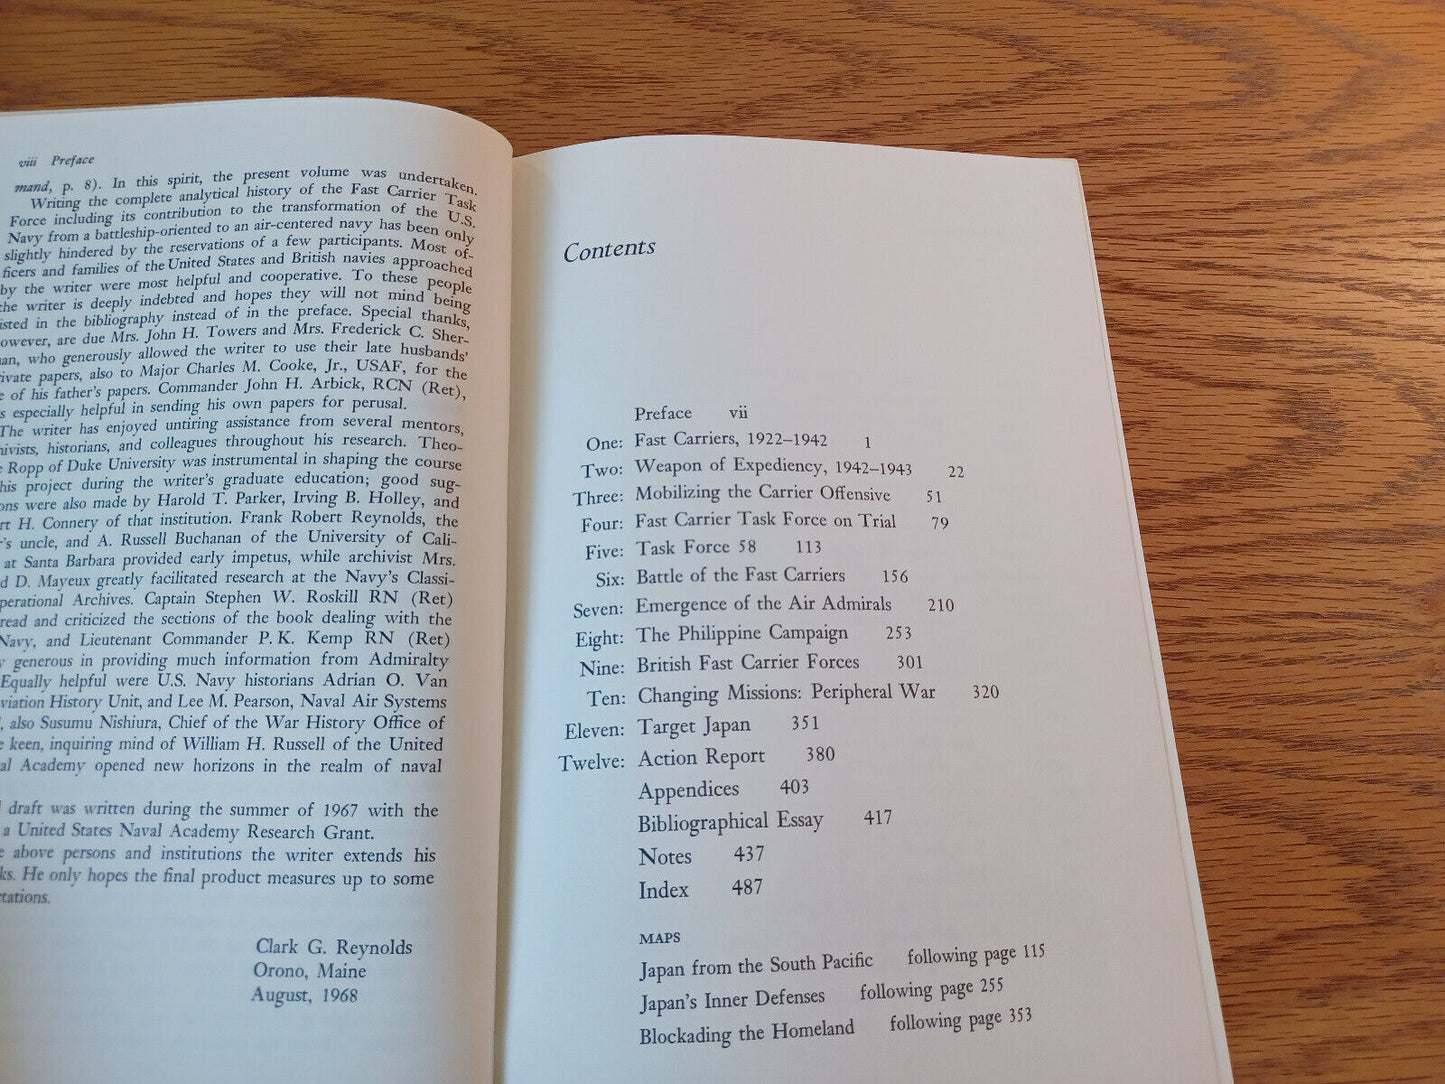 viii Preface
mand, p. 8). In this spirit, the present volume was undertaken.
Writing the complete analytical history of the Fast Carrier Task
Force including its contribution to the transformation of the U.S.
Navy from a battleship-oriented to an air-centered navy has been only
slightly hindered by the reservations of a few participants. Most of-
ficers and families of the United States and British navies approached
by the writer were most helpful and cooperative. To these people
the writer is deeply indebted and hopes they will not mind being
isted in the bibliography instead of in the preface. Special thanks,
owever, are due Mrs. John H. Towers and Mrs. Frederick C. Sher-
an, who generously allowed the writer to use their late husbands'
rivate papers, also to Major Charles M. Cooke, Jr., USAF, for the
e of his father's papers. Commander John H. Arbick, RCN (Ret),
s especially helpful in sending his own papers for perusal.
The writer has enjoyed untiring assistance from several mentors,
hivists, historians, and colleagues throughout his research. Theo-
e Ropp of Duke University was instrumental in shaping the course
his project during the writer's graduate education; good sug-
ons were also made by Harold T. Parker, Irving B. Holley, and
rt H. Connery of that institution. Frank Robert Reynolds, the
r's uncle, and A. Russell Buchanan of the University of Cali-
at Santa Barbara provided early impetus, while archivist Mrs.
d D. Mayeux greatly facilitated research at the Navy's Classi-
perational Archives. Captain Stephen W. Roskill RN (Ret)
read and criticized the sections of the book dealing with the
Navy, and Lieutenant Commander P. K. Kemp RN (Ret)
y generous in providing much information from Admiralty
Equally helpful were U.S. Navy historians Adrian O. Van
viation History Unit, and Lee M. Pearson, Naval Air Systems
, also Susumu Nishiura, Chief of the War History Office of
e keen, inquiring mind of William H. Russell of the United
al Academy opened new horizons in the realm of naval
draft was written during the summer of 1967 with the
a United States Naval Academy Research Grant.
e above persons and institutions the writer extends his
ks. He only hopes the final product measures up to some
tations.
Clark G. Reynolds
Orono, Maine
August, 1968
Contents
Preface vii
One: Fast Carriers, 1922–1942 1
Two: Weapon of Expediency, 1942–1943 22
Three: Mobilizing the Carrier Offensive 51
Four: Fast Carrier Task Force on Trial 79
Five: Task Force 58 113
Six: Battle of the Fast Carriers 156
Seven: Emergence of the Air Admirals 210
Eight: The Philippine Campaign 253
Nine: British Fast Carrier Forces 301
Ten: Changing Missions: Peripheral War 320
Eleven: Target Japan 351
Twelve: Action Report 380
Appendices 403
Bibliographical Essay 417
Notes 437
Index 487
MAPS
Japan from the South Pacific following page 115
Japan's Inner Defenses following page 255
Blockading the Homeland following page 353